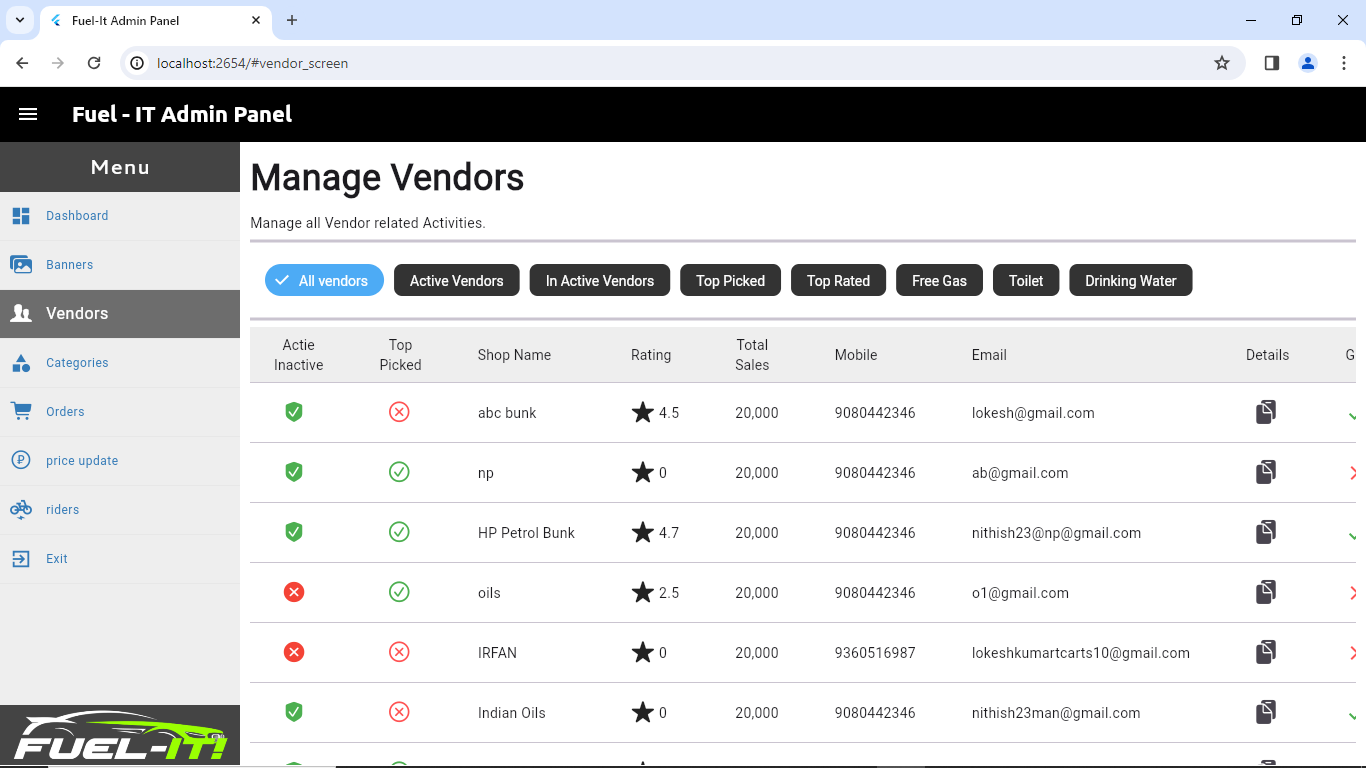 Fuel-It Admin Panel
localhost:2654/#vendor_screen
Fuel - IT Admin Panel
Menu
Dashboard
Banners
Vendors
Categories
Orders
price update
riders
Exit
FUEL-IT!
Manage Vendors
Manage all Vendor related Activities.
All vendors Active Vendors In Active Vendors Top Picked Top Rated Free Gas Toilet Drinking Water
Actie Inactive Top Picked Shop Name Rating Total Sales Mobile Email Details G
abc bunk 4.5 20,000 9080442346 lokesh@gmail.com
np 0 20,000 9080442346 ab@gmail.com
HP Petrol Bunk 4.7 20,000 9080442346 nithish23@np@gmail.com
oils 2.5 20,000 9080442346 o1@gmail.com
IRFAN 0 20,000 9360516987 lokeshkumartcarts10@gmail.com
Indian Oils 0 20,000 9080442346 nithish23man@gmail.com